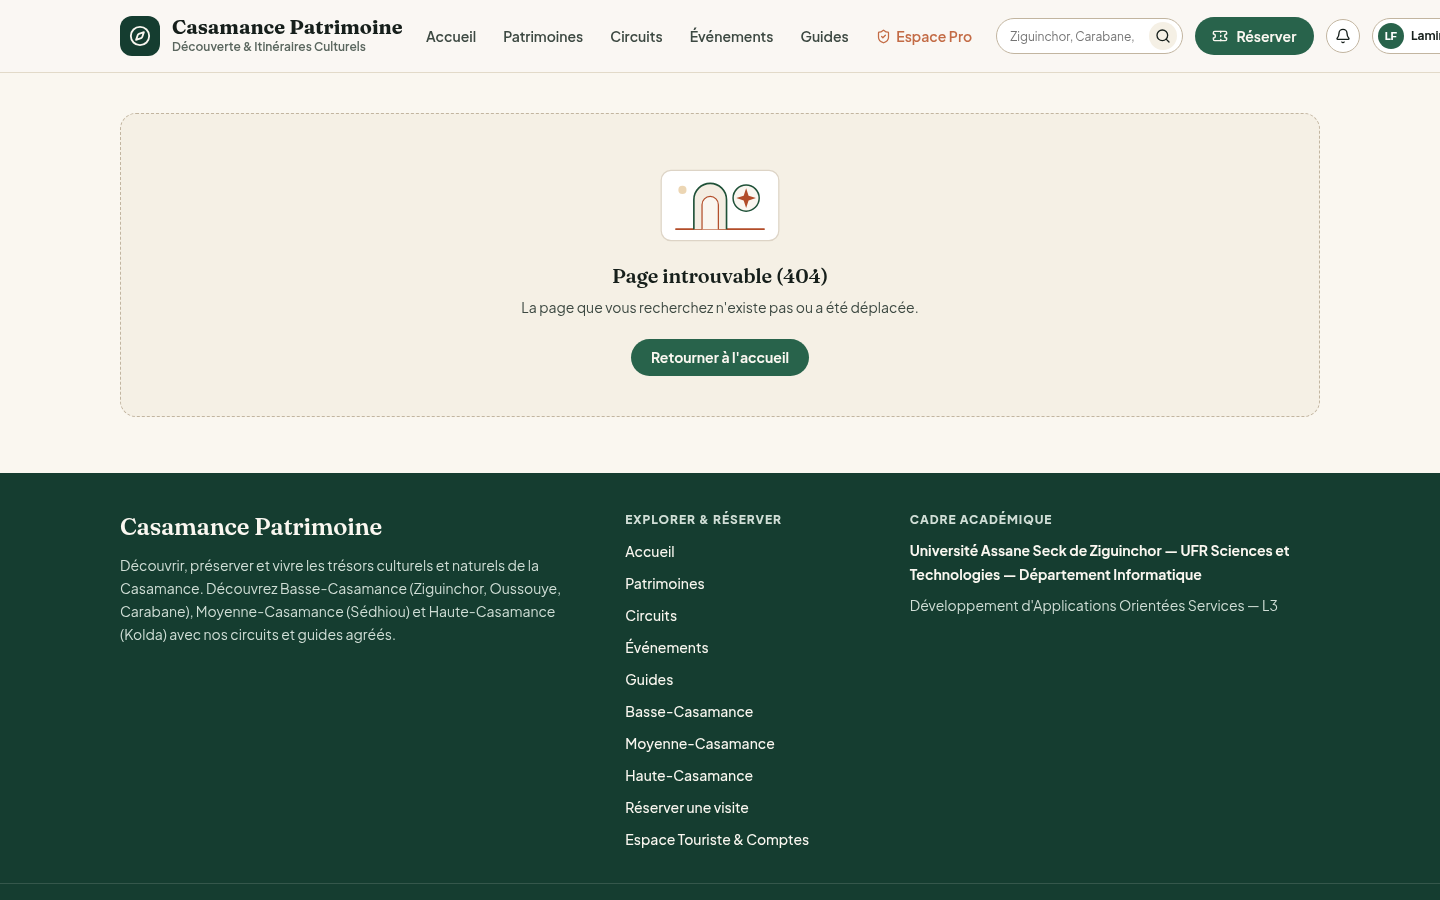 Casamance Patrimoine
Découverte & Itinéraires Culturels
Accueil
Patrimoines
Circuits
Événements
Guides
Espace Pro
Ziguinchor, Carabane,
Réserver
LF
Page introuvable (404)
La page que vous recherchez n'existe pas ou a été déplacée.
Retourner à l'accueil
Casamance Patrimoine
Découvrir, préserver et vivre les trésors culturels et naturels de la
Casamance. Découvrez Basse-Casamance (Ziguinchor, Oussouye,
Carabane), Moyenne-Casamance (Sédhiou) et Haute-Casamance
(Kolda) avec nos circuits et guides agréés.
EXPLORER & RÉSERVER
Accueil
Patrimoines
Circuits
Événements
Guides
Basse-Casamance
Moyenne-Casamance
Haute-Casamance
Réserver une visite
Espace Touriste & Comptes
CADRE ACADÉMIQUE
Université Assane Seck de Ziguinchor — UFR Sciences et
Technologies — Département Informatique
Développement d'Applications Orientées Services — L3